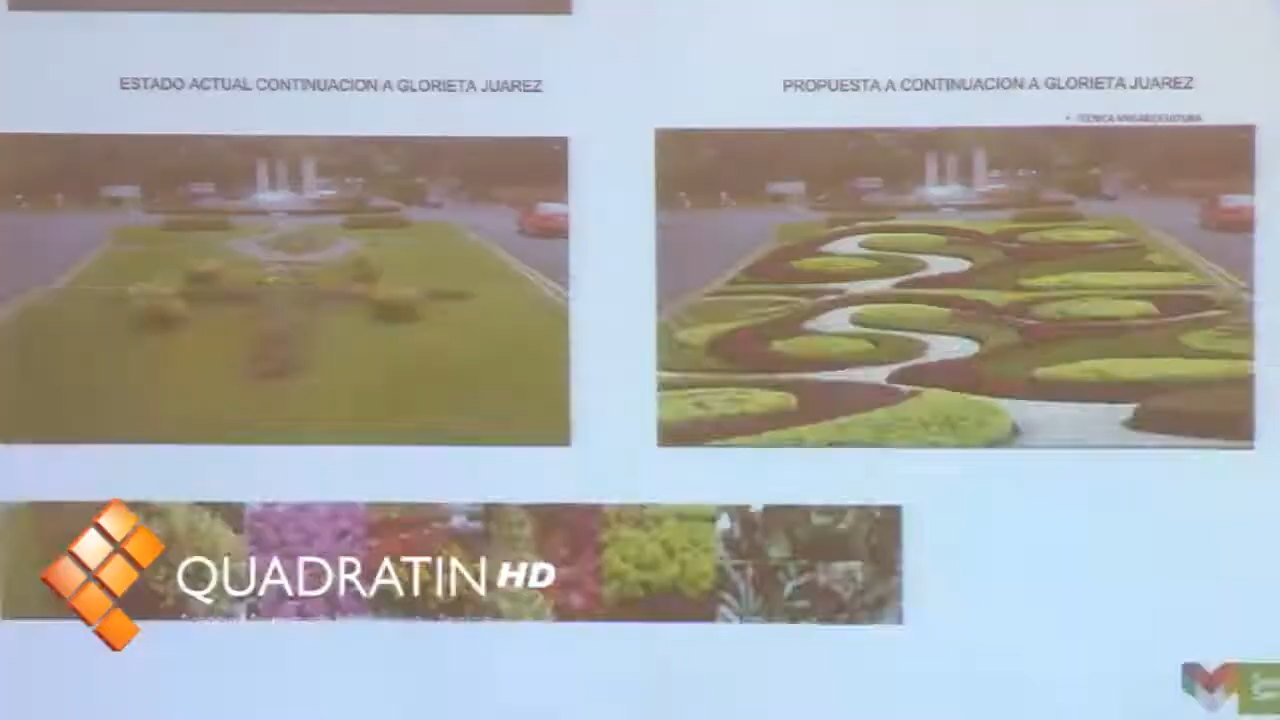 ESTADO ACTUAL CONTINUACION A GLORIETA JUAREZ
PROPUESTA A CONTINUACION A GLORIETA JUAREZ
QUADRATIN HD